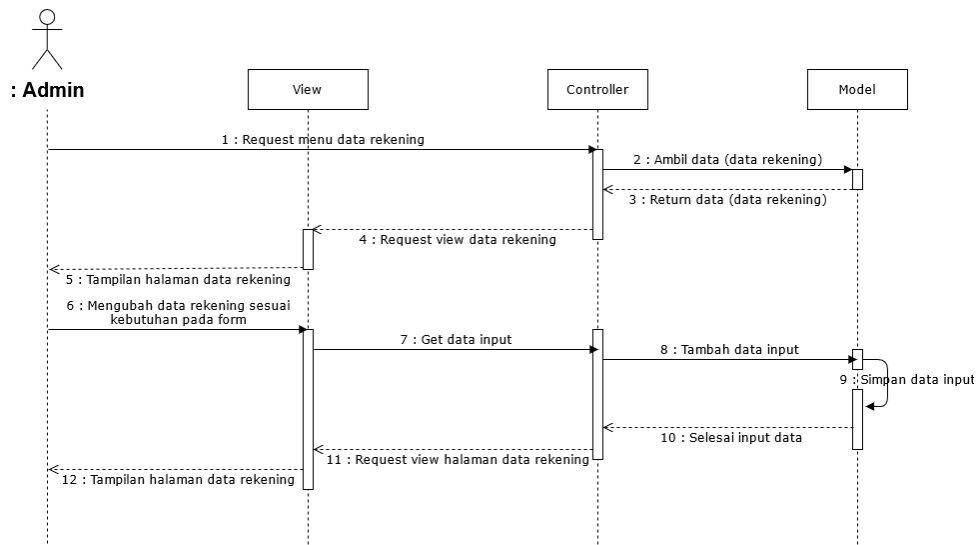 : Admin
View
Controller
Model
1 : Request menu data rekening
2 : Ambil data (data rekening)
3 : Return data (data rekening)
4 : Request view data rekening
5 : Tampilan halaman data rekening
6 : Mengubah data rekening sesuai
kebutuhan pada form
7 : Get data input
8 : Tambah data input
9 : Simpan data input
10 : Selesai input data
11 : Request view halaman data rekening
12 : Tampilan halaman data rekening